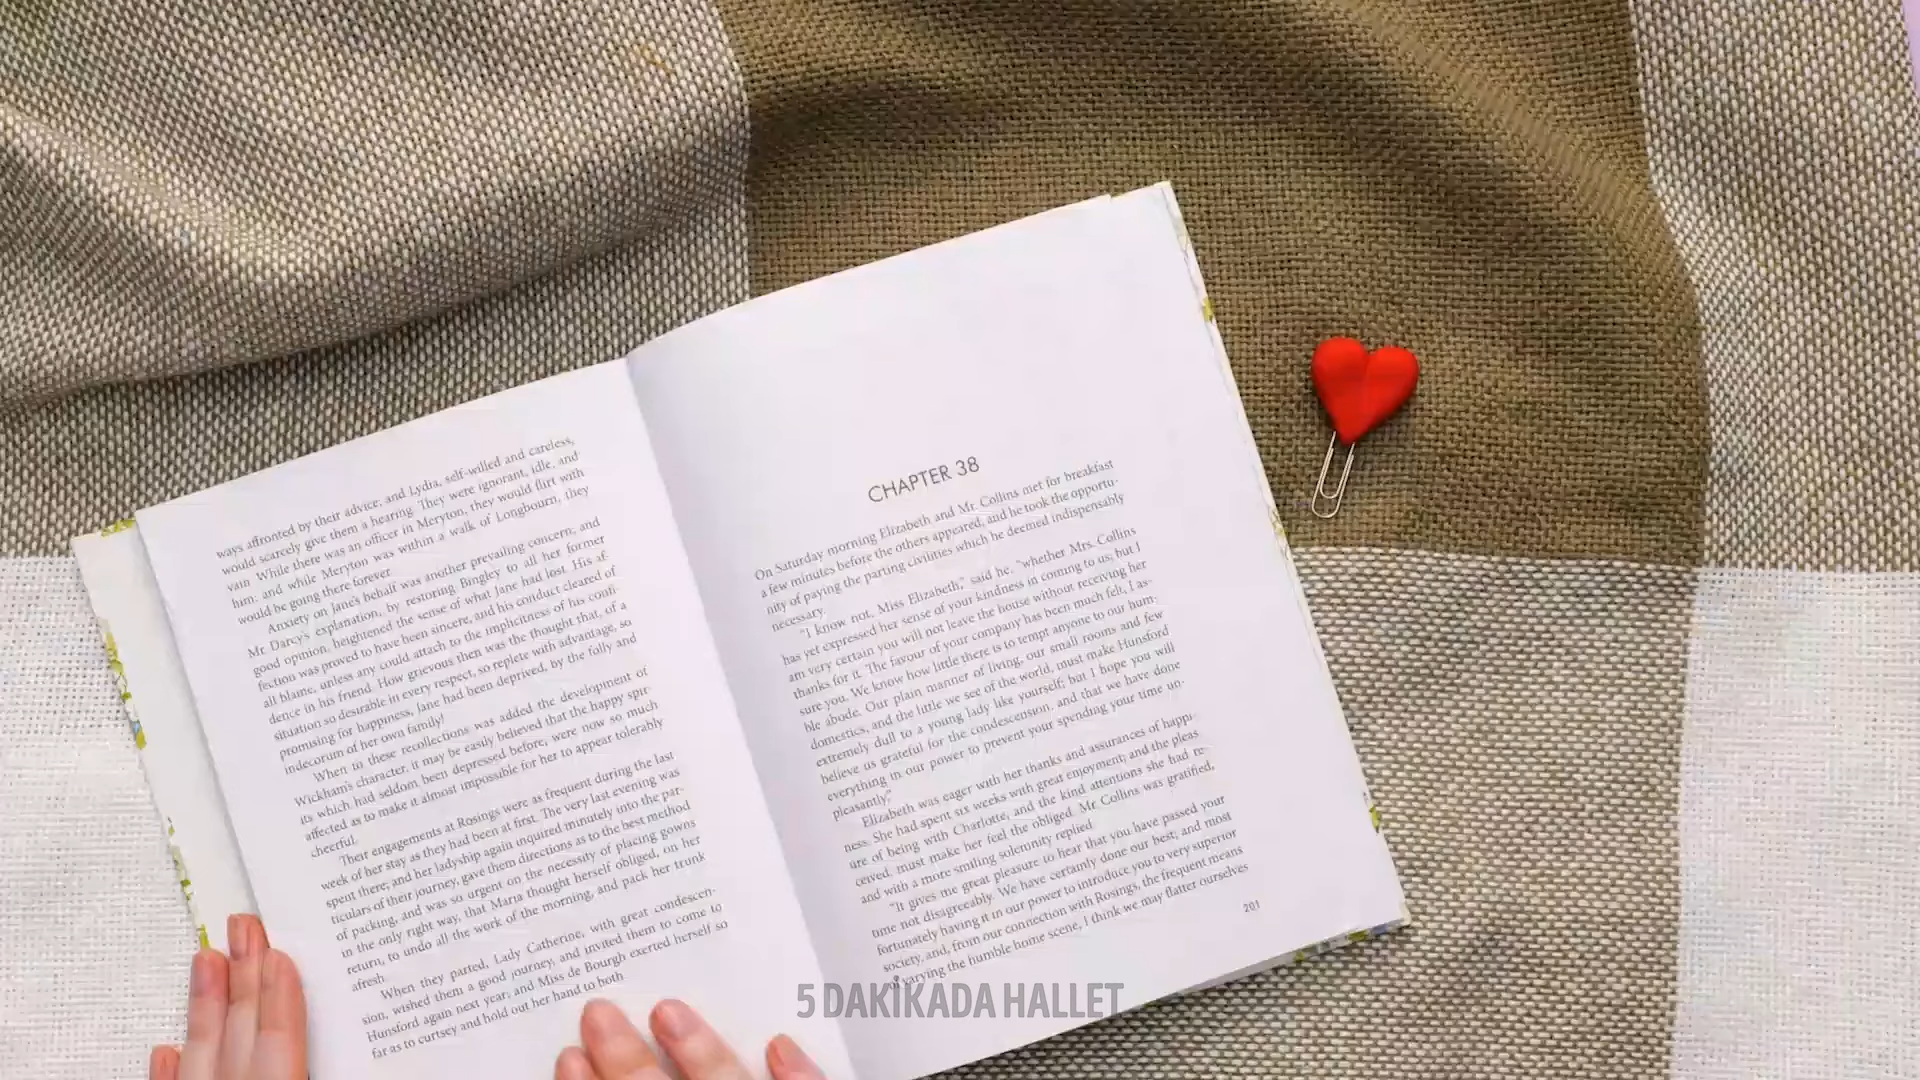 ways affronted by their advice; and Lydia, self-willed and careless,
would scarcely give them a hearing. They were ignorant, idle, and
vain. While there was an officer in Meryton, they would flirt with
him; and while Meryton was within a walk of Longbourn, they
would be going there forever.
Anxiety on Jane's behalf was another prevailing concern; and
Mr. Darcy's explanation, by restoring Bingley to all her former
good opinion, heightened the sense of what Jane had lost. His af-
fection was proved to have been sincere, and his conduct cleared of
all blame, unless any could attach to the implicitness of his confi-
dence in his friend. How grievous then was the thought that, of a
situation so desirable in every respect, so replete with advantage, so
promising for happiness, Jane had been deprived, by the folly and
indecorum of her own family!
When to these recollections was added the development of
Wickham's character, it may be easily believed that the happy spir-
its which had seldom been depressed before, were now so much
affected as to make it almost impossible for her to appear tolerably
cheerful.
Their engagements at Rosings were as frequent during the last
week of her stay as they had been at first. The very last evening was
spent there; and her ladyship again inquired minutely into the par-
ticulars of their journey, gave them directions as to the best method
of packing, and was so urgent on the necessity of placing gowns
in the only right way, that Maria thought herself obliged, on her
return, to undo all the work of the morning, and pack her trunk
afresh.
When they parted, Lady Catherine, with great condescen-
sion, wished them a good journey, and invited them to come to
Hunsford again next year; and Miss de Bourgh exerted herself so
far as to curtsey and hold out her hand to both
CHAPTER 38
On Saturday morning Elizabeth and Mr. Collins met for breakfast
a few minutes before the others appeared; and he took the opportu-
nity of paying the parting civilities which he deemed indispensably
necessary.
"I know not, Miss Elizabeth," said he, "whether Mrs. Collins
has yet expressed her sense of your kindness in coming to us; but I
am very certain you will not leave the house without receiving her
thanks for it. The favour of your company has been much felt, I as-
sure you. We know how little there is to tempt anyone to our hum-
ble abode. Our plain manner of living, our small rooms and few
domestics, and the little we see of the world, must make Hunsford
extremely dull to a young lady like yourself; but I hope you will
believe us grateful for the condescension, and that we have done
everything in our power to prevent your spending your time un-
pleasantly."
Elizabeth was eager with her thanks and assurances of happi-
ness. She had spent six weeks with great enjoyment; and the pleas-
ure of being with Charlotte, and the kind attentions she had re-
ceived, must make her feel the obliged. Mr. Collins was gratified,
and with a more smiling solemnity replied:
"It gives me great pleasure to hear that you have passed your
time not disagreeably. We have certainly done our best; and most
fortunately having it in our power to introduce you to very superior
society, and, from our connection with Rosings, the frequent means
of varying the humble home scene, I think we may flatter ourselves
201
5 DAKIKADA HALLET